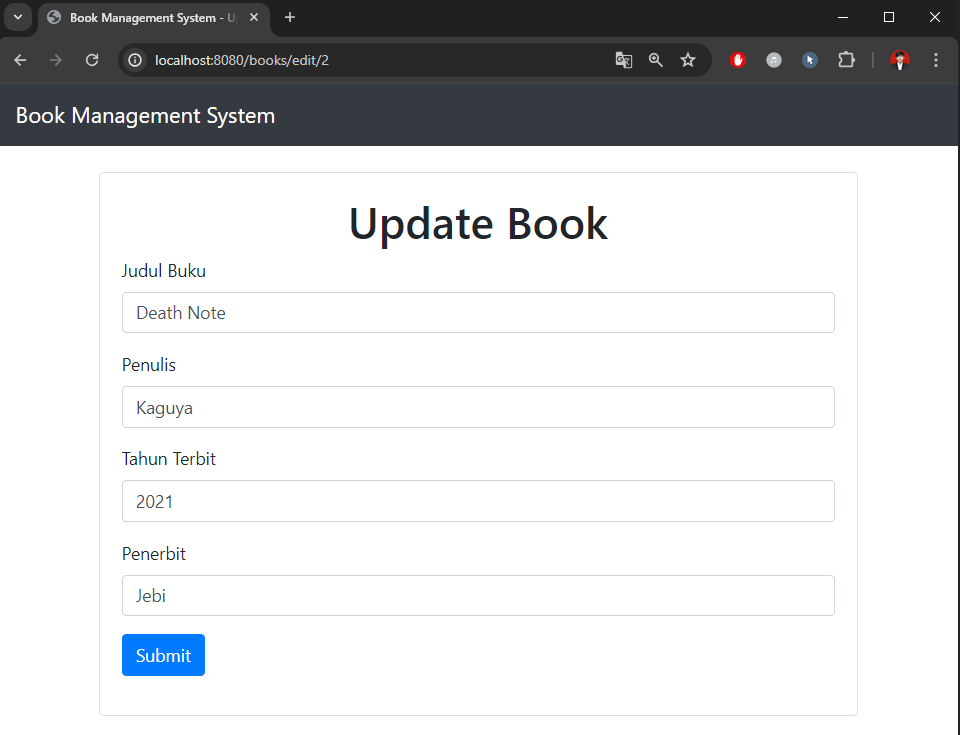 Book Management System - U
localhost:8080/books/edit/2
Book Management System
Update Book
Judul Buku
Death Note
Penulis
Kaguya
Tahun Terbit
2021
Penerbit
Jebi
Submit